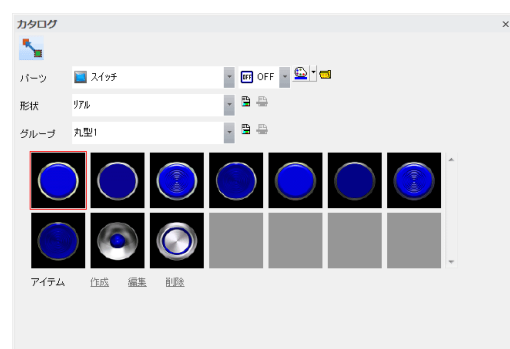 カタログ ×
パーツ スイッチ OFF OFF
形状 リアル
グループ 丸型1
アイテム 作成 編集 削除